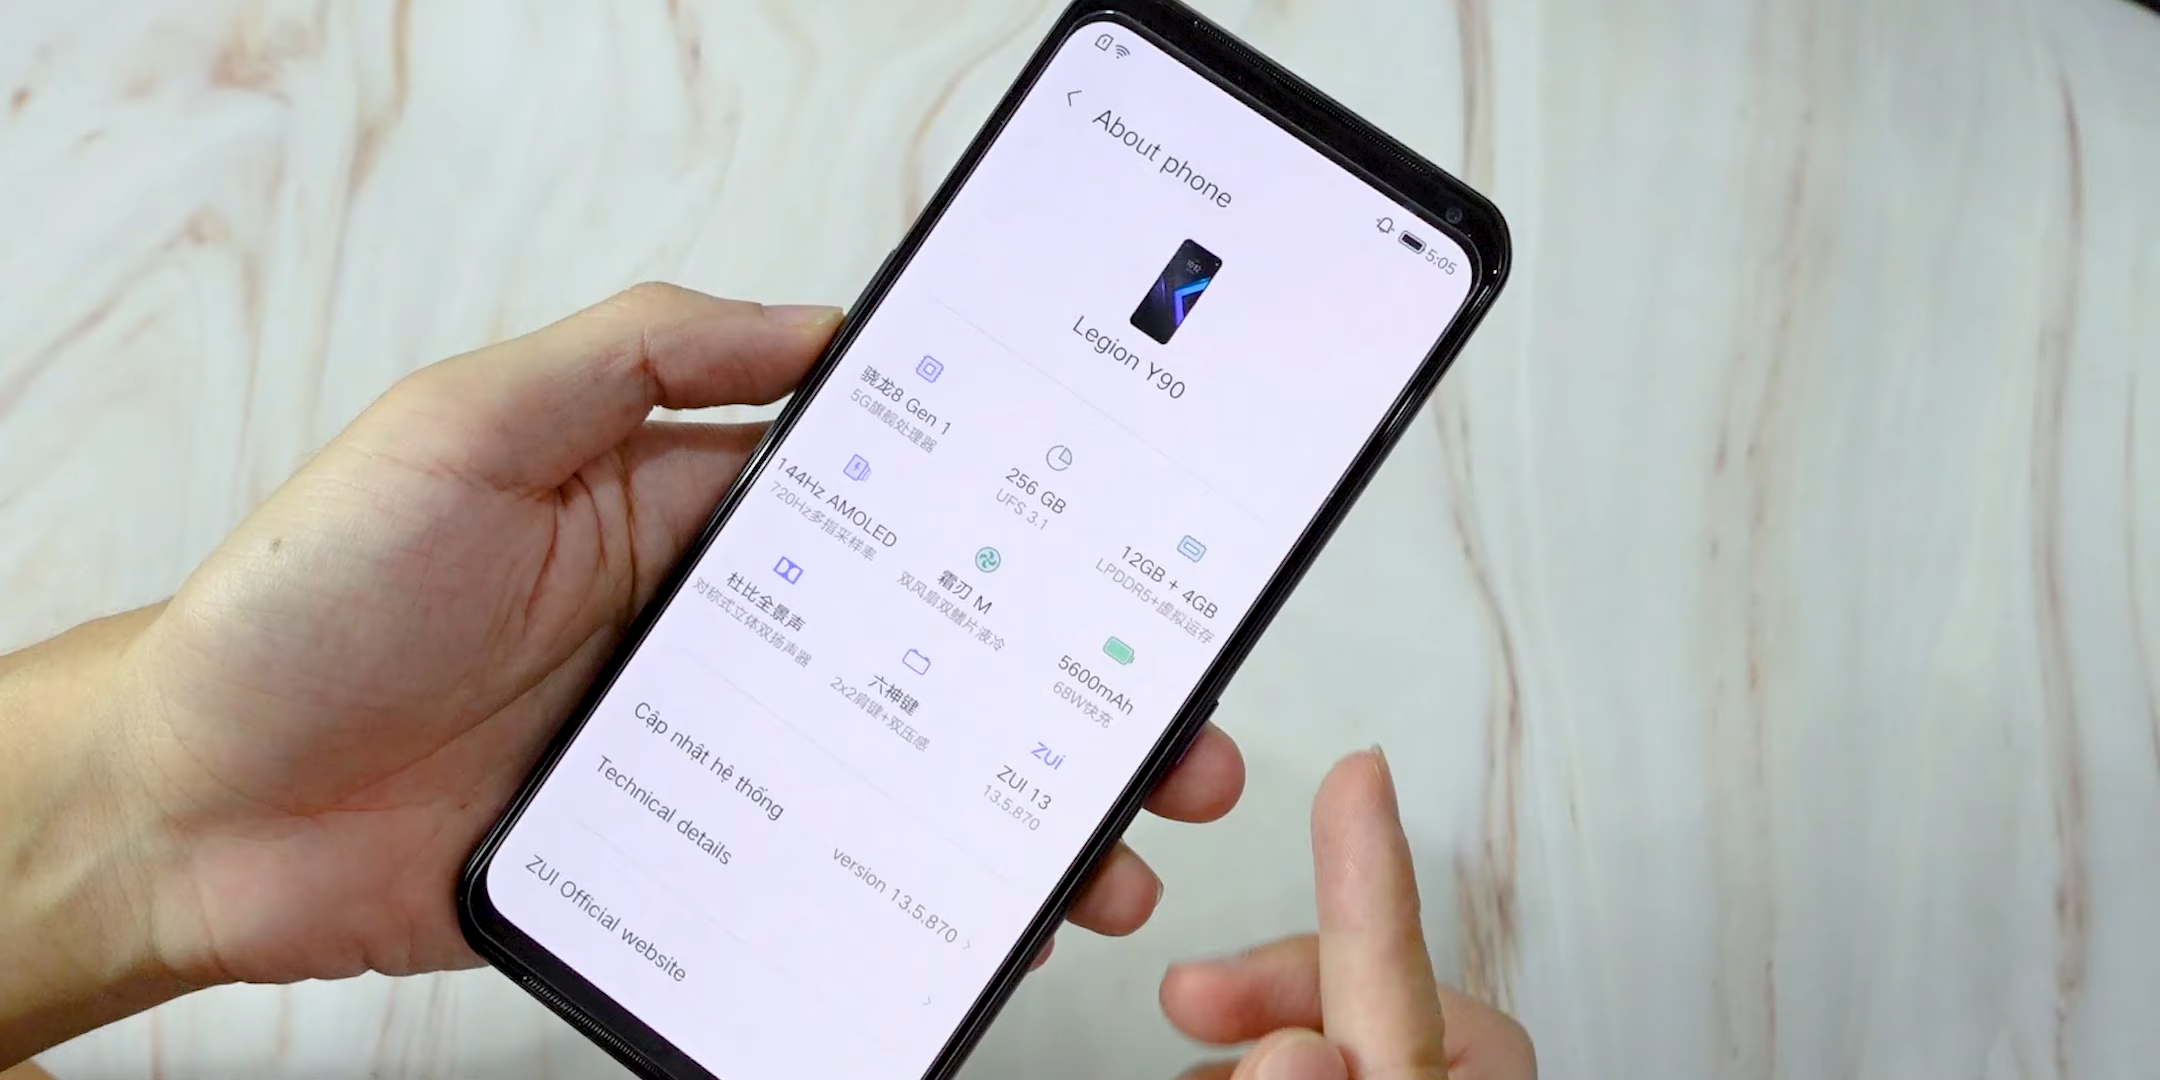 5:05
About phone
Legion Y90
骁龙8 Gen 1
5G旗舰处理器
256 GB
UFS 3.1
12GB + 4GB
LPDDR5+虚拟运存
144Hz AMOLED
720Hz多指采样率
霜刃 M
双风扇双鳍片液冷
5600mAh
68W快充
杜比全景声
对称式立体双扬声器
六神键
2x2肩键+双压感
ZUi
ZUI 13
13.5.870
Cập nhật hệ thống
version 13.5.870
Technical details
ZUI Official website